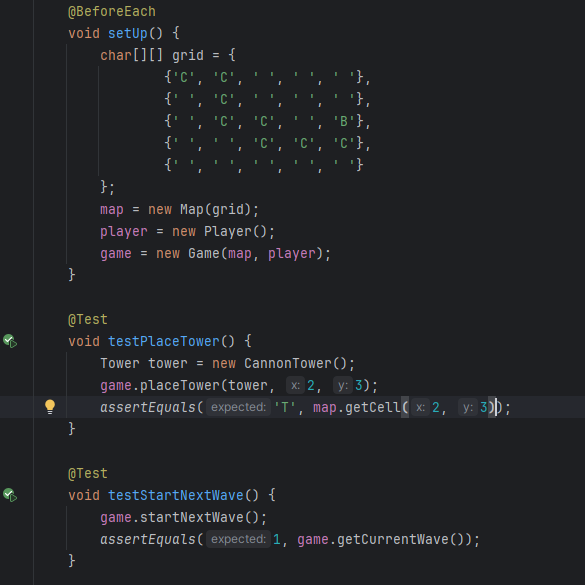 @BeforeEach
void setUp() {
char[][] grid = {
{'C', 'C', ' ', ' ', ' '},
{' ', 'C', ' ', ' ', ' '},
{' ', 'C', 'C', ' ', 'B'},
{' ', ' ', 'C', 'C', 'C'},
{' ', ' ', ' ', ' ', ' '}
};
map = new Map(grid);
player = new Player();
game = new Game(map, player);
}
@Test
void testPlaceTower() {
Tower tower = new CannonTower();
game.placeTower(tower, x: 2, y: 3);
assertEquals( expected: 'T', map.getCell( x: 2, y: 3));
}
@Test
void testStartNextWave() {
game.startNextWave();
assertEquals( expected: 1, game.getCurrentWave());
}